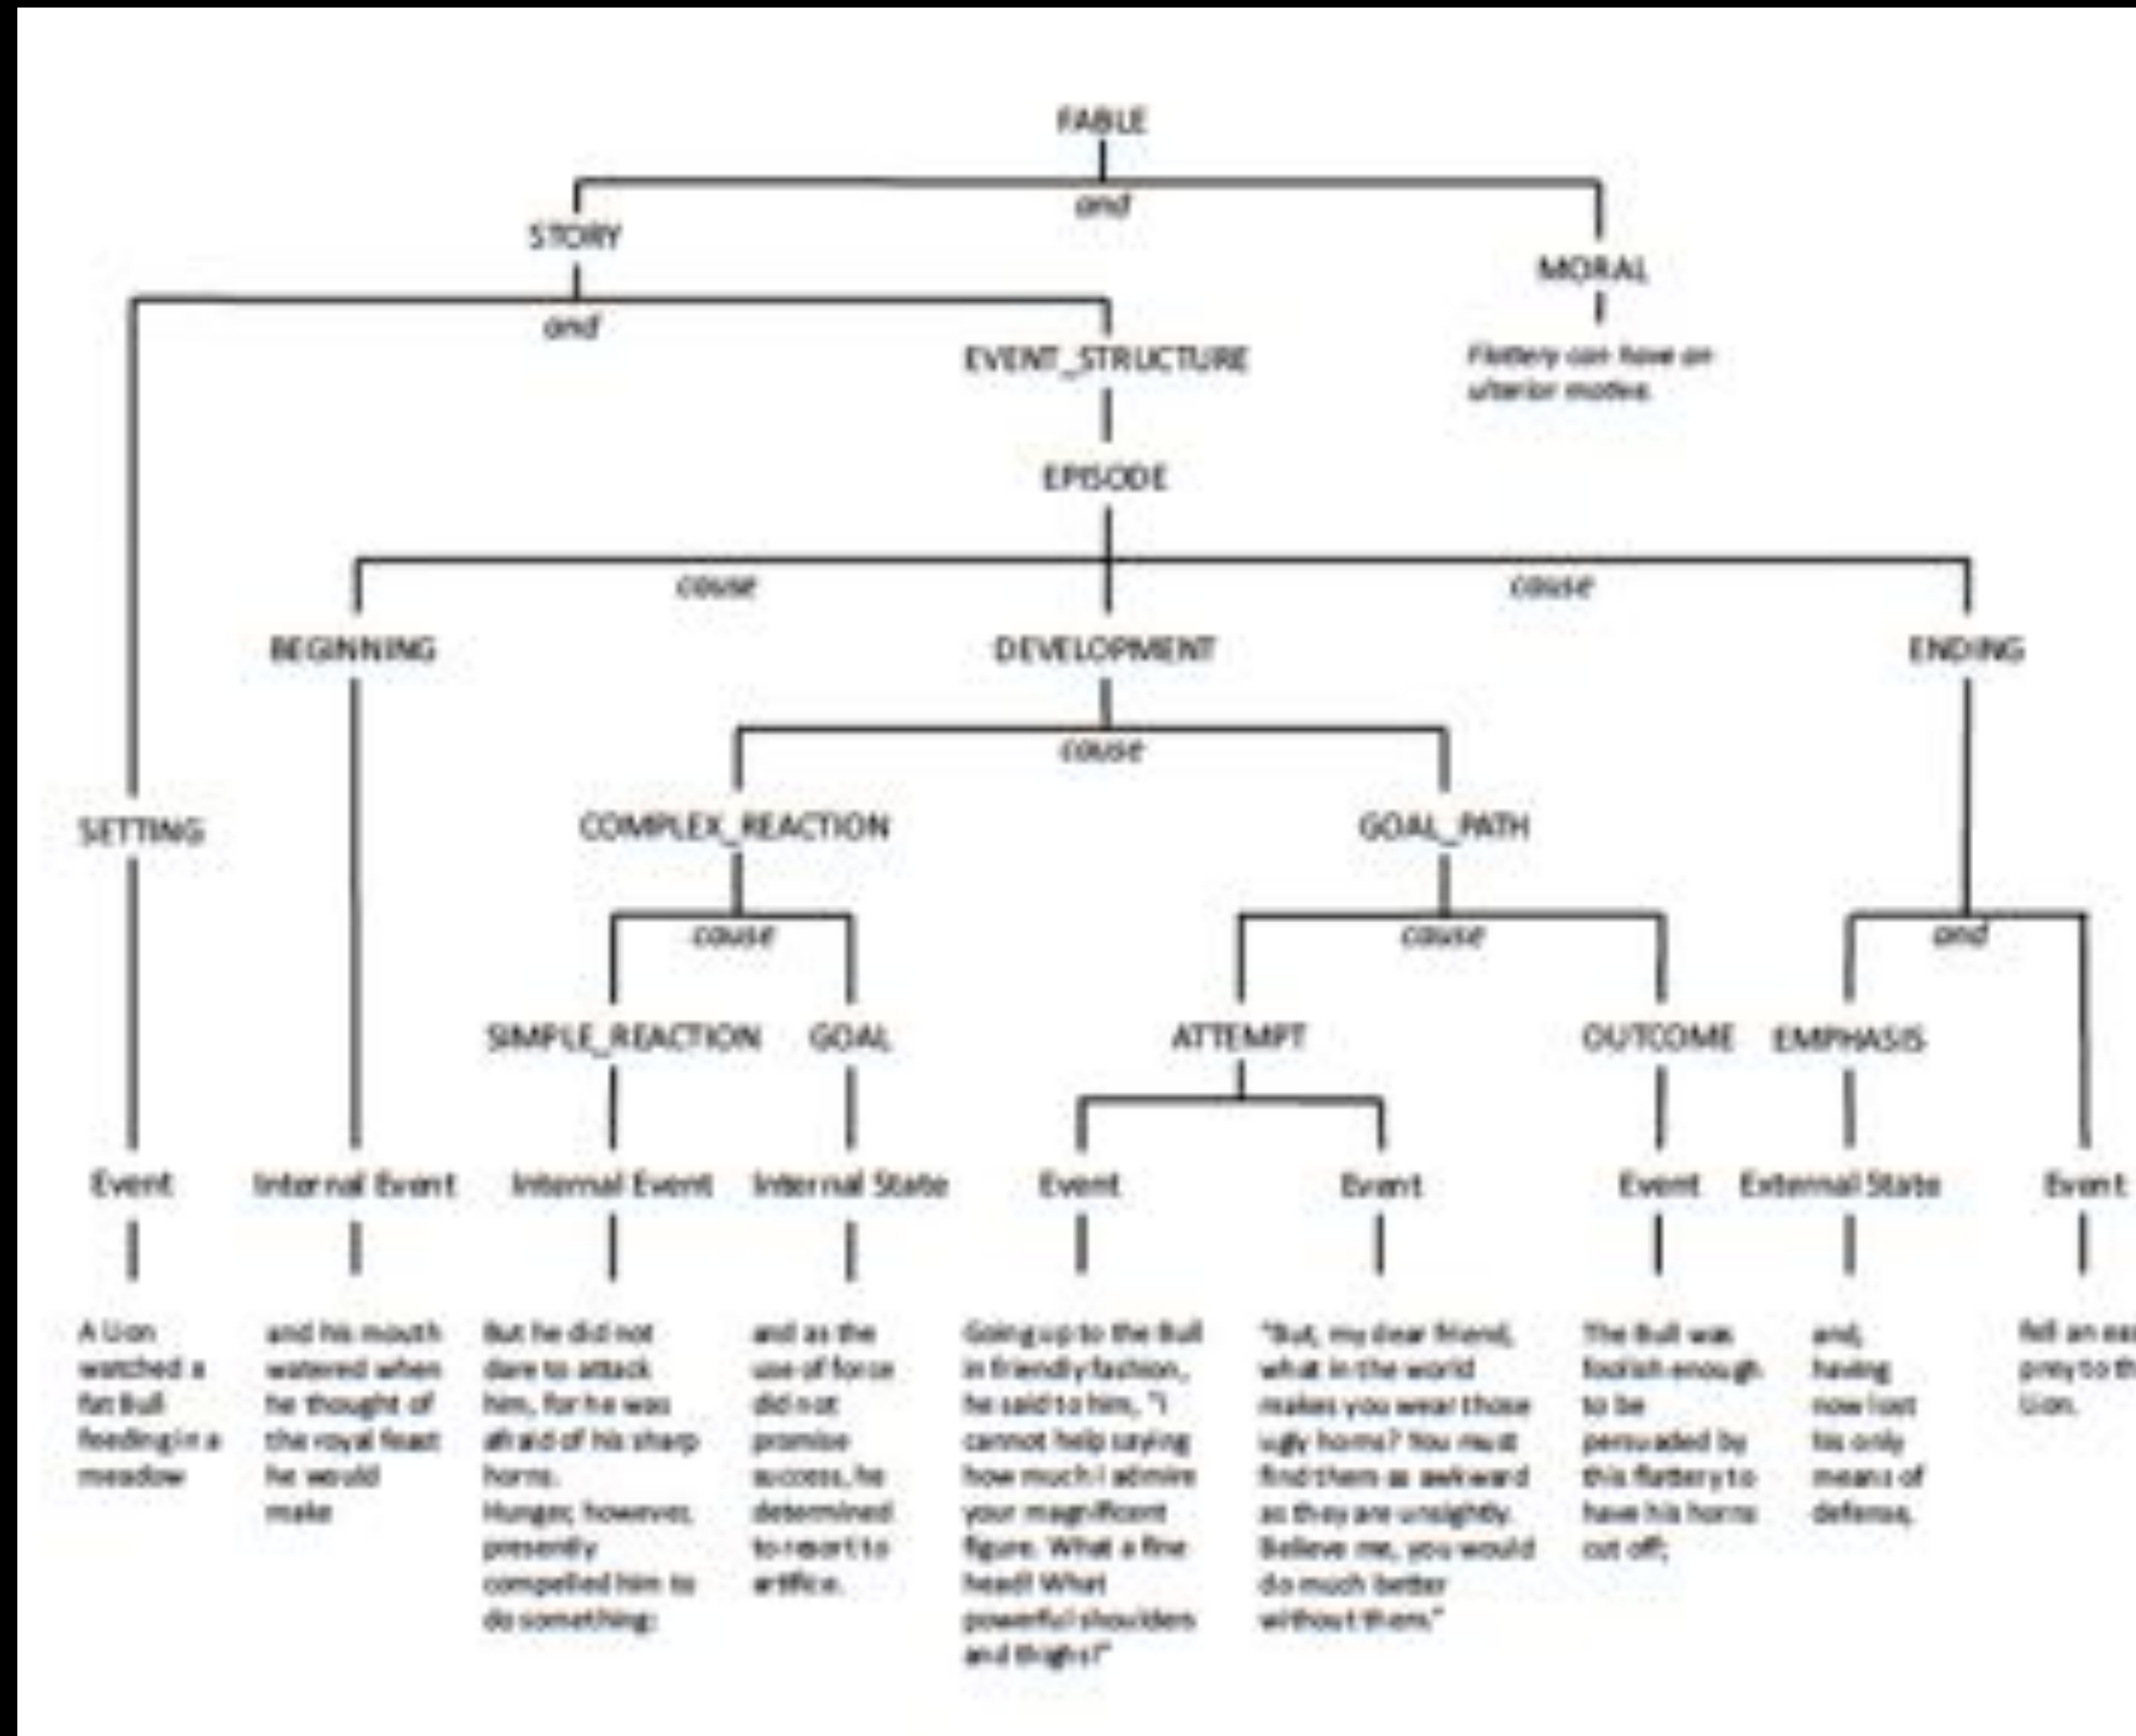 FABLE
and
STORY
MORAL
and
EVENT_STRUCTURE
Flattery can have an
ulterior motive.
EPISODE
cause
cause
BEGINNING
DEVELOPMENT
ENDING
cause
SETTING
COMPLEX_REACTION
GOAL_PATH
cause
cause
and
SIMPLE_REACTION
GOAL
ATTEMPT
OUTCOME
EMPHASIS
Event
Internal Event
Internal Event
Internal State
Event
Event
Event
External State
Event
A Lion
watched a
fat Bull
feeding in a
meadow
and his mouth
watered when
he thought of
the royal feast
he would
make
But he did not
dare to attack
him, for he was
afraid of his sharp
horns.
Hunger, however,
presently
compelled him to
do something:
and as the
use of force
did not
promise
success, he
determined
to resort to
artifice.
Going up to the Bull
in friendly fashion,
he said to him, "I
cannot help saying
how much I admire
your magnificent
figure. What a fine
head! What
powerful shoulders
and thighs!"
"But, my dear friend,
what in the world
makes you wear those
ugly horns? You must
find them as awkward
as they are unsightly.
Believe me, you would
do much better
without them."
The Bull was
foolish enough
to be
persuaded by
this flattery to
have his horns
cut off;
and,
having
now lost
his only
means of
defense,
fell an
prey to
Lion.